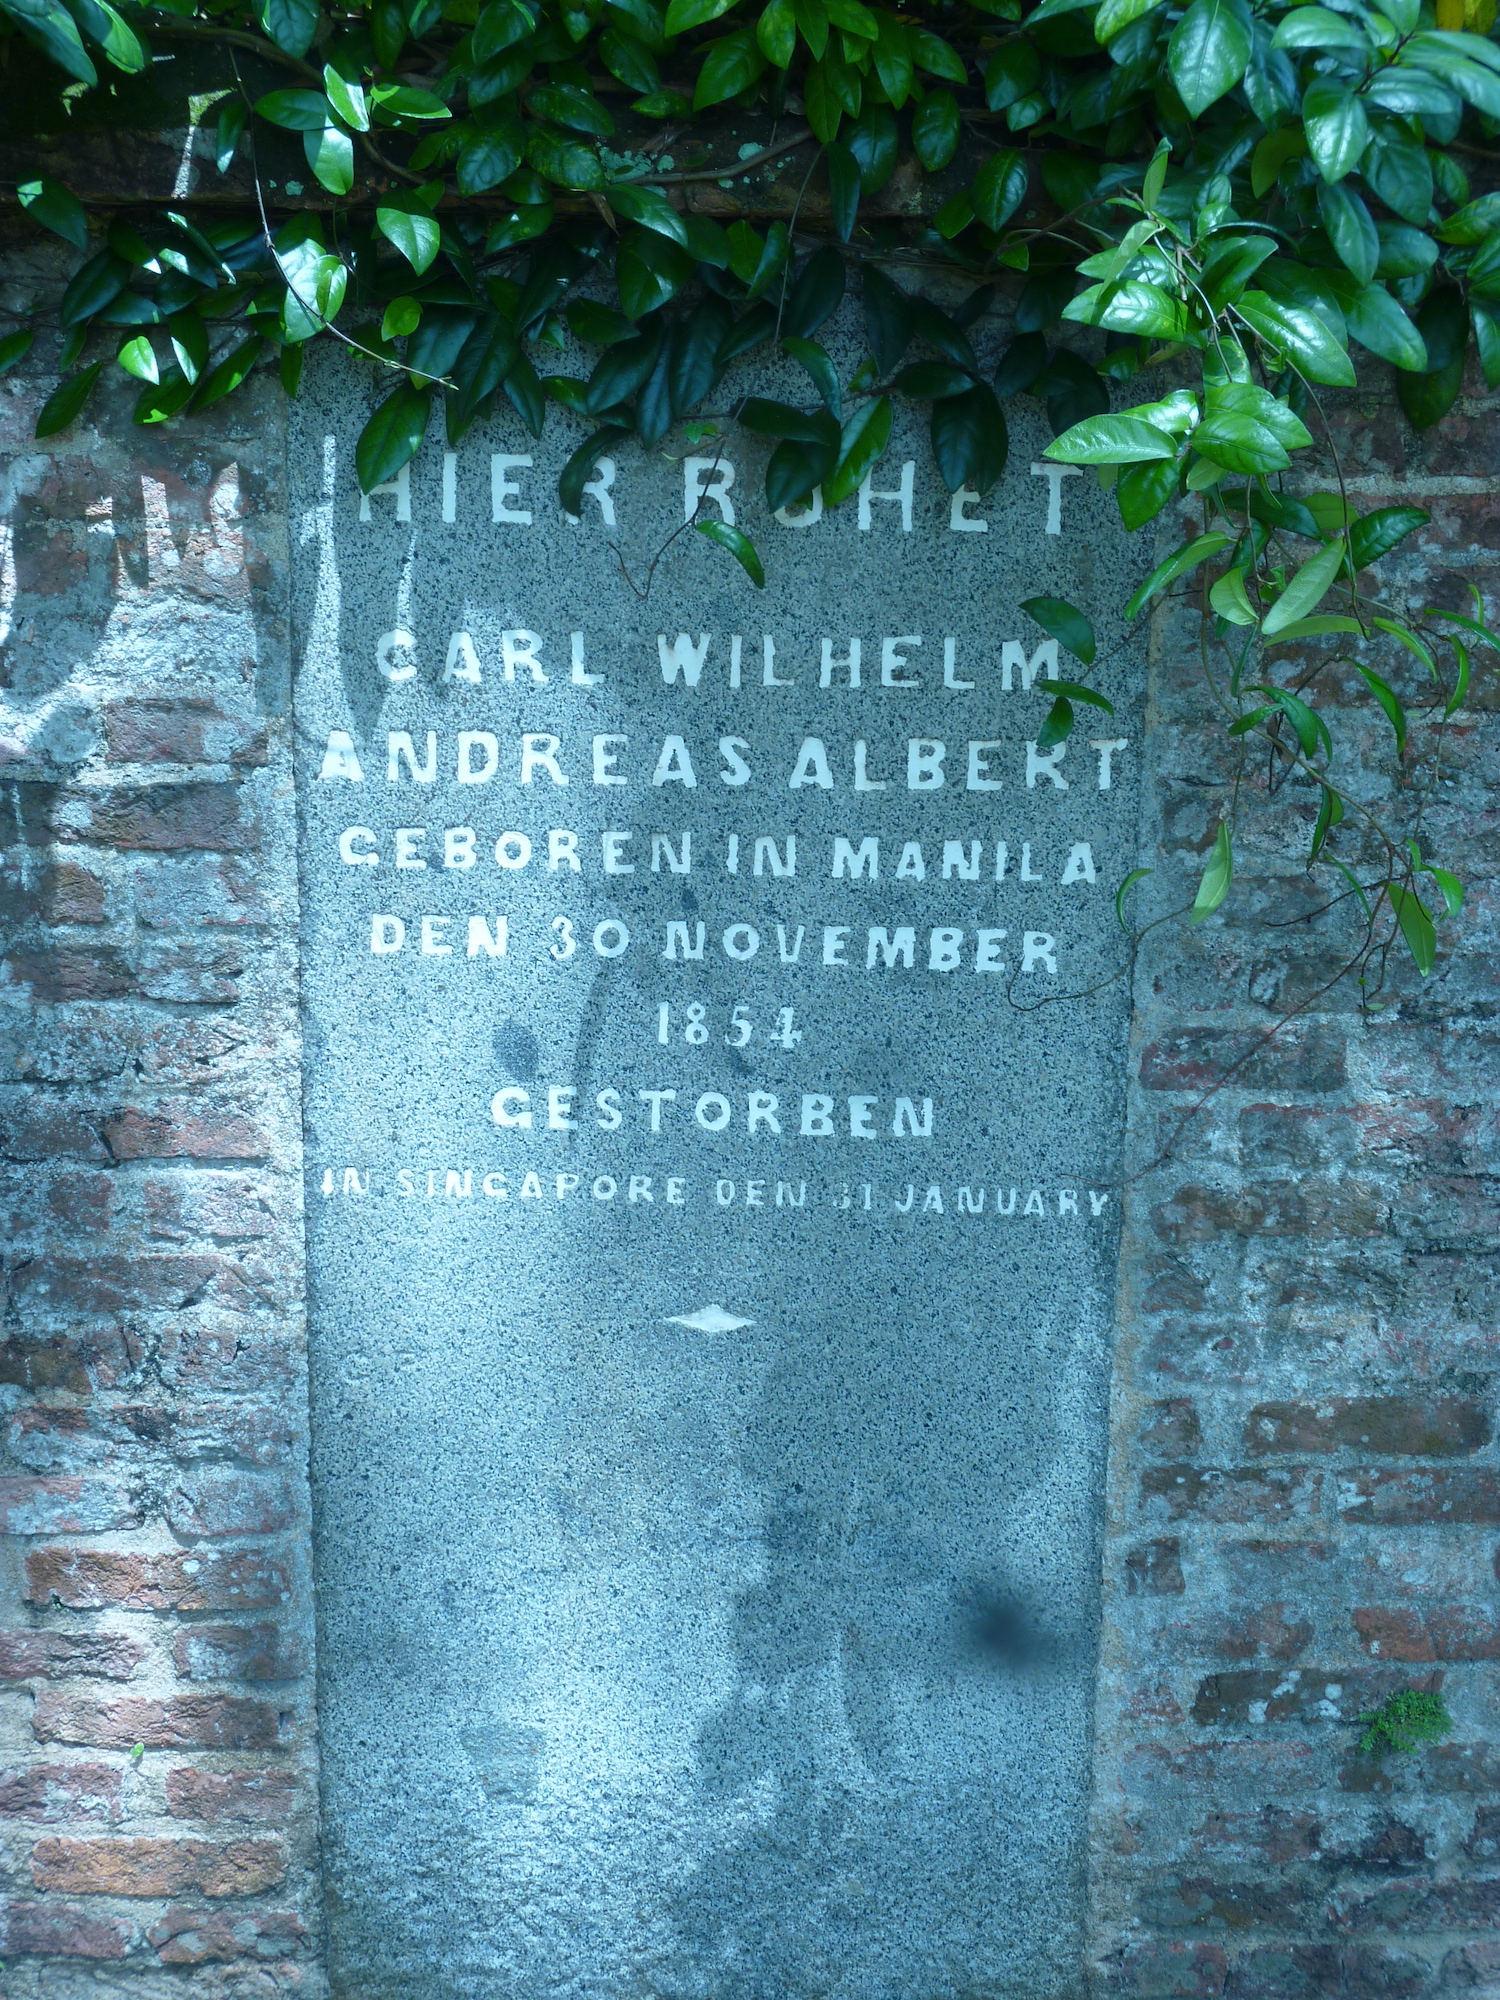 HIER RUHET
CARL WILHELM
ANDREAS ALBERT
GEBOREN IN MANILA
DEN 30 NOVEMBER
1854
GESTORBEN
IN SINGAPORE DEN 31 JANUARY